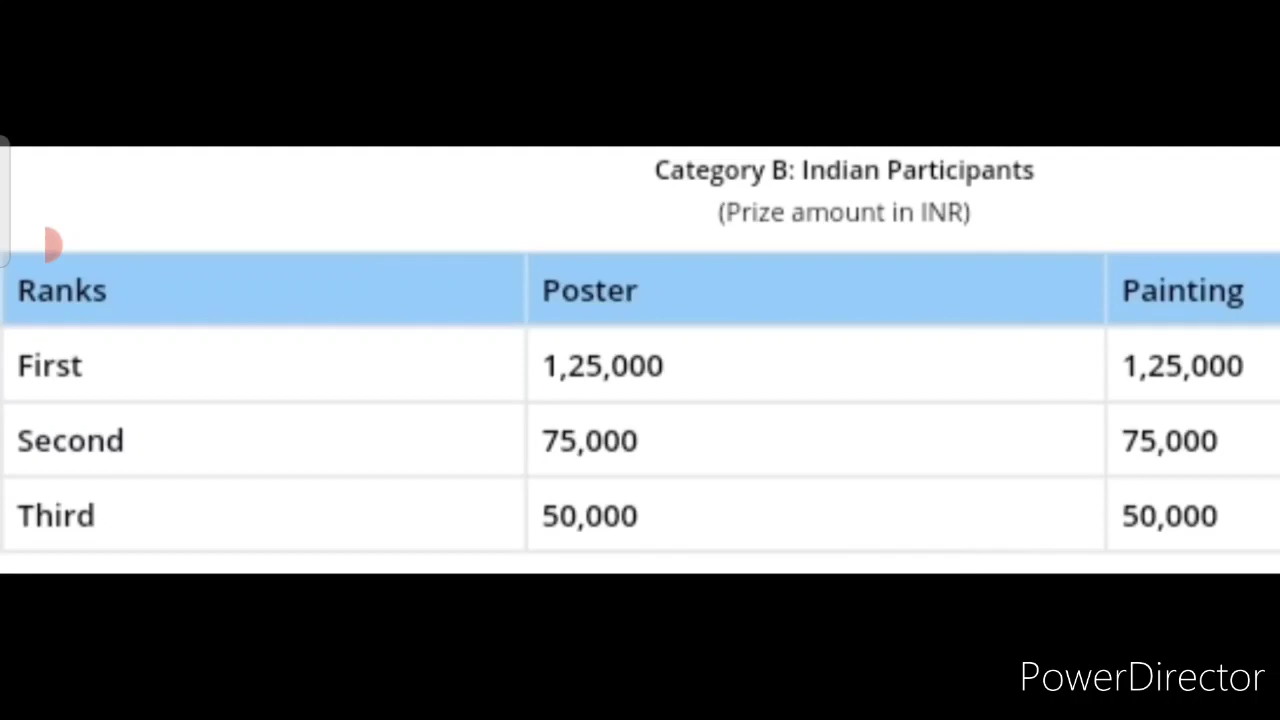 Category B: Indian Participants
(Prize amount in INR)
Ranks Poster Painting
First 1,25,000 1,25,000
Second 75,000 75,000
Third 50,000 50,000
PowerDirector